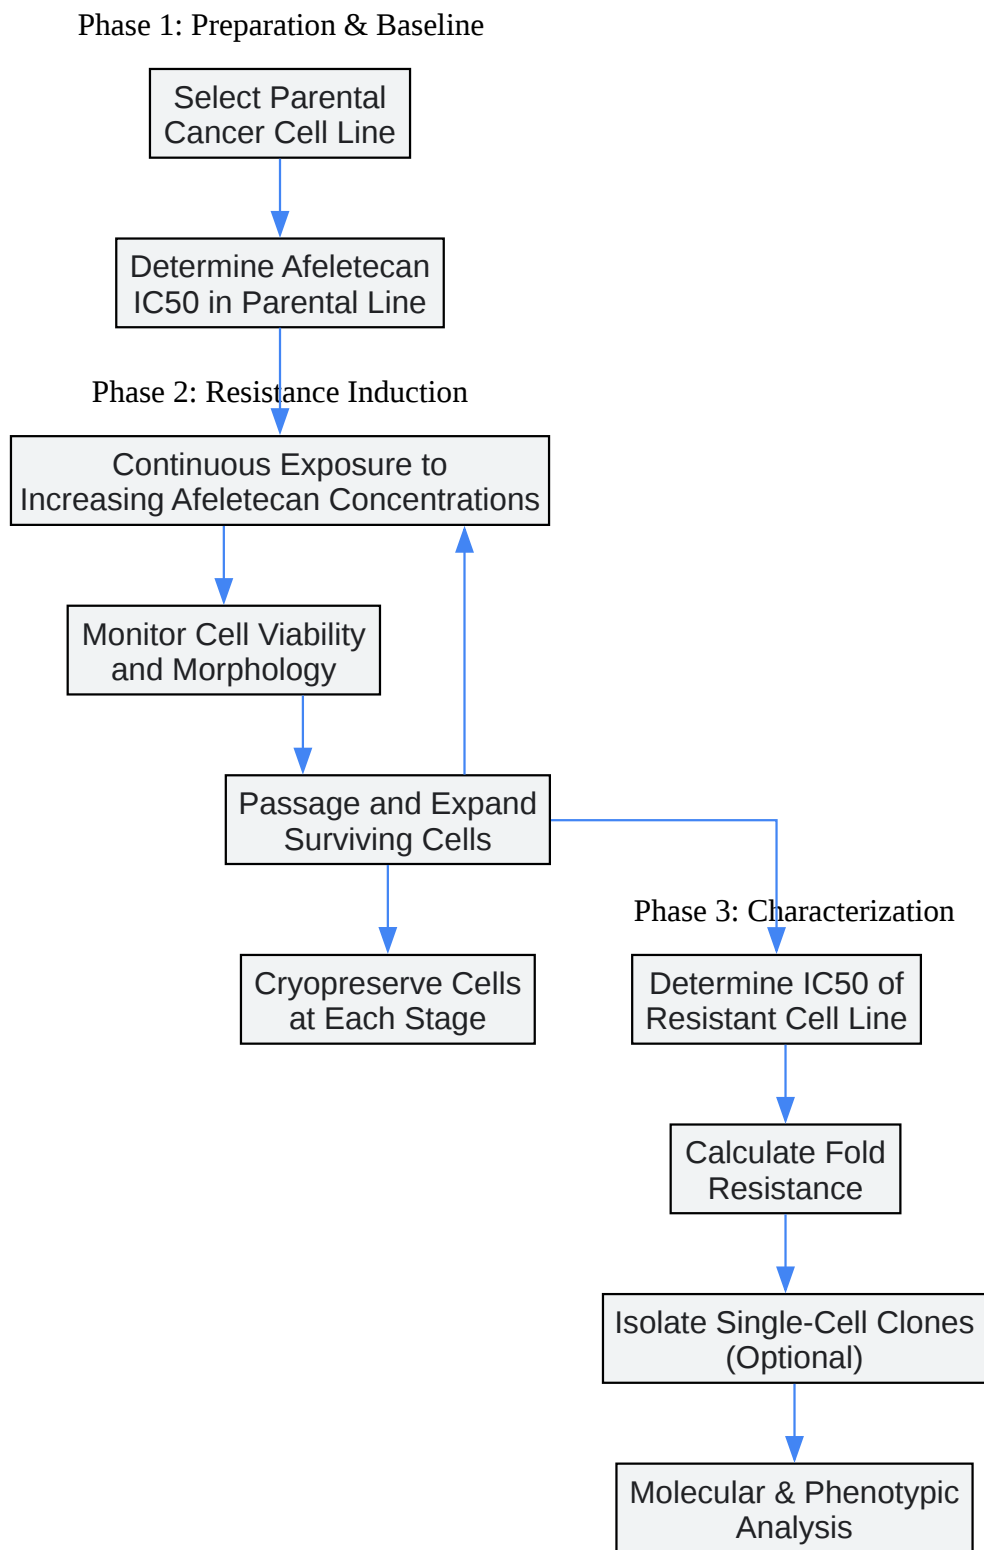 Phase 1: Preparation & Baseline
Select Parental
Cancer Cell Line
Determine Afeletecan
IC50 in Parental Line
Phase 2: Resistance Induction
Continuous Exposure to
Increasing Afeletecan Concentrations
Monitor Cell Viability
and Morphology
Passage and Expand
Surviving Cells
Cryopreserve Cells
at Each Stage
Phase 3: Characterization
Determine IC50 of
Resistant Cell Line
Calculate Fold
Resistance
Isolate Single-Cell Clones
(Optional)
Molecular & Phenotypic
Analysis